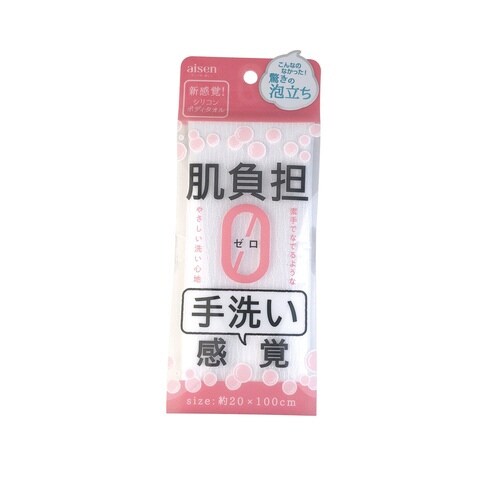 aisen
新感覚!
シリコン
ボディタオル
こんなの
なかった!
驚きの
泡立ち
肌負担
0
ゼロ
素手でなでるような
やさしい洗い心地
手洗い
感覚
size:約20×100cm